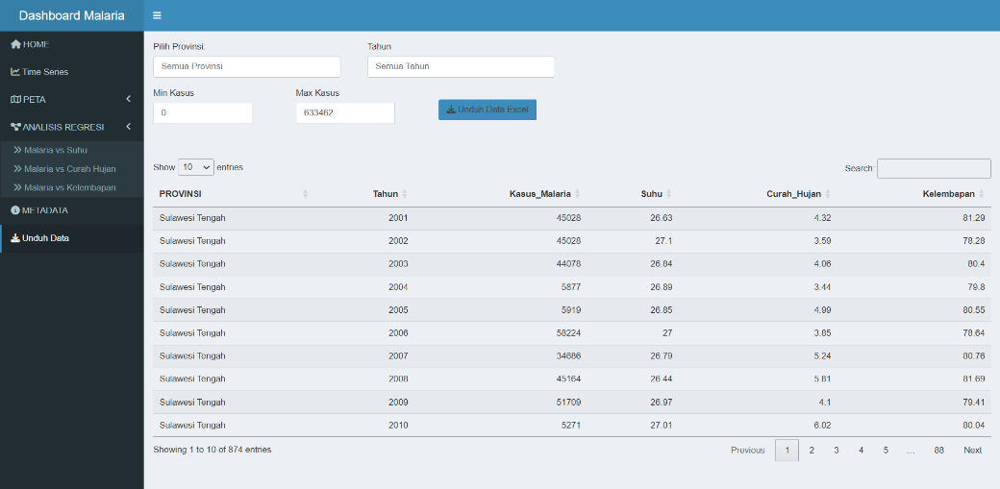 Dashboard Malaria
HOME
Time Series
PETA
ANALISIS REGRESI
Malaria vs Suhu
Malaria vs Curah Hujan
Malaria vs Kelembapan
METADATA
Unduh Data
Pilih Provinsi: Tahun
Semua Provinsi Semua Tahun
Min Kasus Max Kasus
0 633462 Unduh Data Excel
Show 10 entries Search:
PROVINSI Tahun Kasus_Malaria Suhu Curah_Hujan Kelembapan
Sulawesi Tengah 2001 45028 26.63 4.32 81.29
Sulawesi Tengah 2002 45028 27.1 3.59 78.28
Sulawesi Tengah 2003 44078 26.84 4.06 80.4
Sulawesi Tengah 2004 5877 26.89 3.44 79.8
Sulawesi Tengah 2005 5919 26.85 4.99 80.55
Sulawesi Tengah 2006 58224 27 3.85 78.64
Sulawesi Tengah 2007 34686 26.79 5.24 80.76
Sulawesi Tengah 2008 45164 26.44 5.81 81.69
Sulawesi Tengah 2009 51709 26.97 4.1 79.41
Sulawesi Tengah 2010 5271 27.01 6.02 80.04
Showing 1 to 10 of 874 entries Previous 1 2 3 4 5 … 88 Next